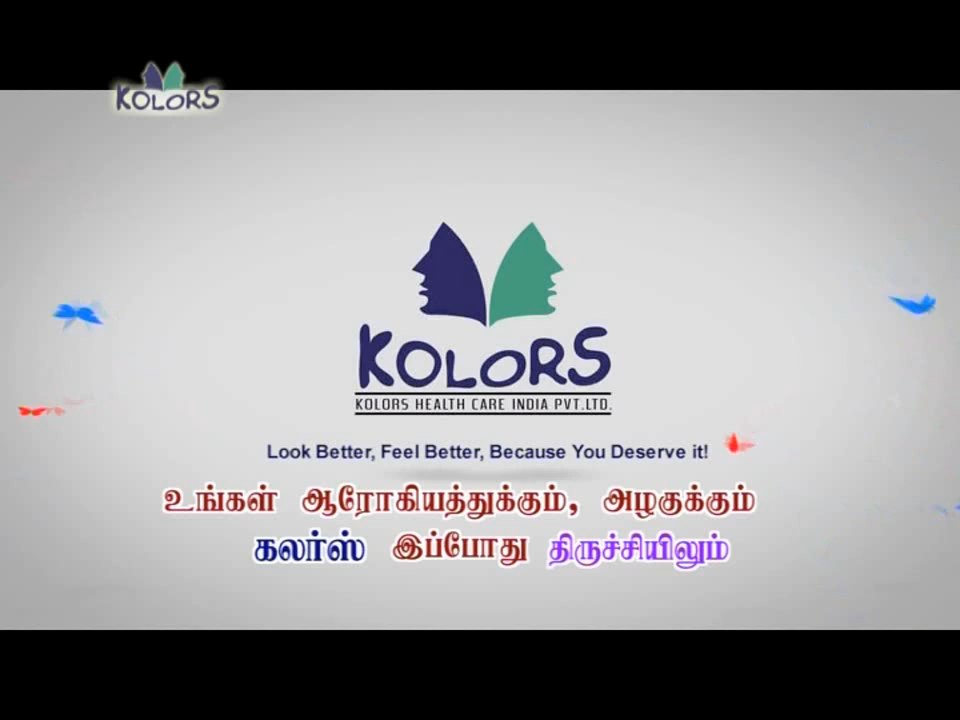 KOLORS
KOLORS
KOLORS HEALTH CARE INDIA PVT.LTD.
Look Better, Feel Better, Because You Deserve it!
உங்கள் ஆரோகியத்துக்கும், அழகுக்கும்
கலர்ஸ் இப்போது திருச்சியிலும்